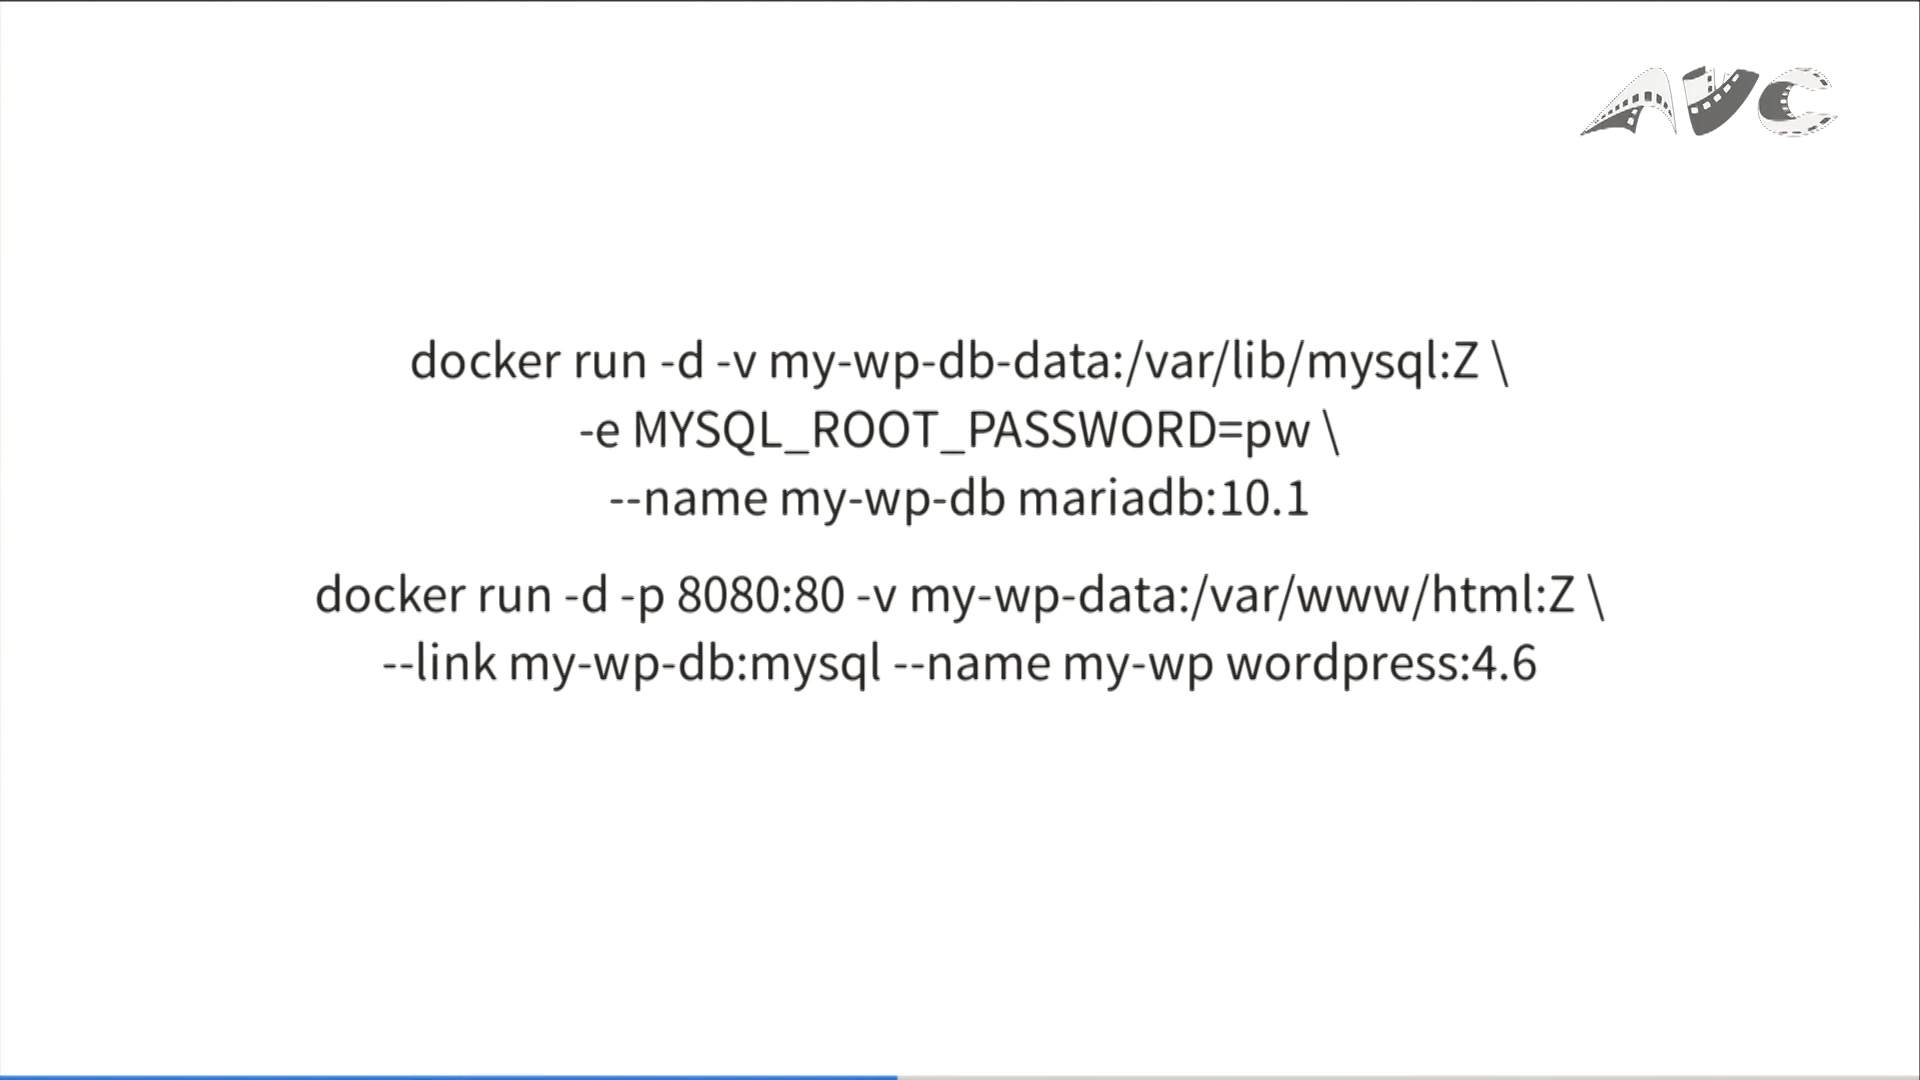 AVC
docker run -d -v my-wp-db-data:/var/lib/mysql:Z \
-e MYSQL_ROOT_PASSWORD=pw \
--name my-wp-db mariadb:10.1
docker run -d -p 8080:80 -v my-wp-data:/var/www/html:Z \
--link my-wp-db:mysql --name my-wp wordpress:4.6